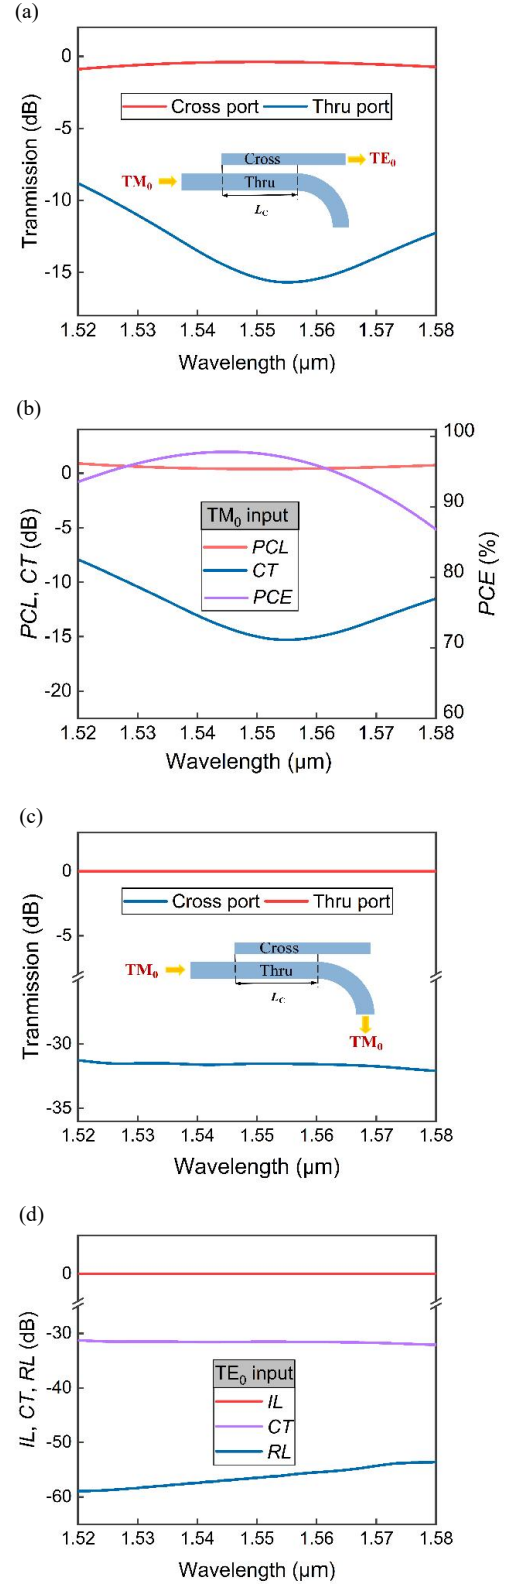 (a)
0
-5
-10
-15
Tranmission (dB)
Cross port Thru port
Cross
TE0
TM0
Thru
LC
1.52 1.53 1.54 1.55 1.56 1.57 1.58
Wavelength (µm)
(b)
0
-5
-10
-15
-20
PCL, CT (dB)
100
90
80
70
60
PCE (%)
TM0 input
PCL
CT
PCE
1.52 1.53 1.54 1.55 1.56 1.57 1.58
Wavelength (µm)
(c)
0
-5
-30
-35
Tranmission (dB)
Cross port Thru port
Cross
TM0
Thru
LC
TM0
1.52 1.53 1.54 1.55 1.56 1.57 1.58
Wavelength (µm)
(d)
0
-30
-40
-50
-60
IL, CT, RL (dB)
TE0 input
IL
CT
RL
1.52 1.53 1.54 1.55 1.56 1.57 1.58
Wavelength (µm)